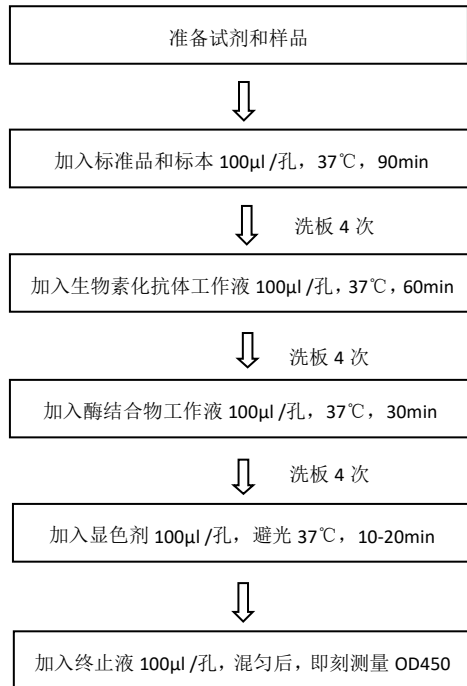 准备试剂和样品
加入标准品和标本 100μl /孔，37℃，90min
洗板 4 次
加入生物素化抗体工作液 100μl /孔，37℃，60min
洗板 4 次
加入酶结合物工作液 100μl /孔，37℃，30min
洗板 4 次
加入显色剂 100μl /孔，避光 37℃，10-20min
加入终止液 100μl /孔，混匀后，即刻测量 OD450